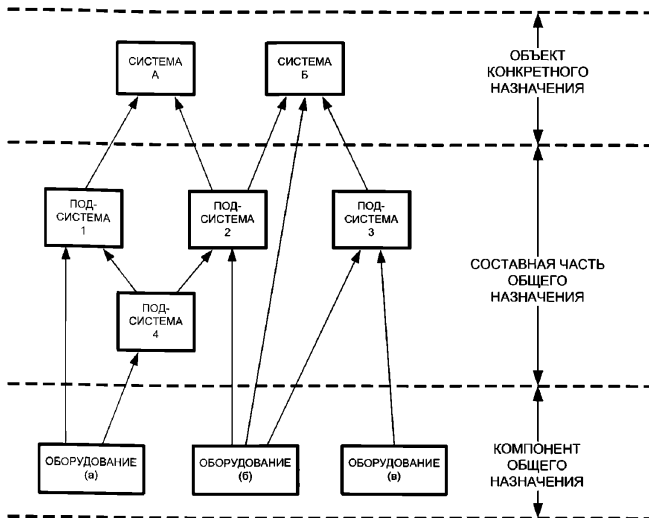 СИСТЕМА
А
СИСТЕМА
Б
ОБЪЕКТ
КОНКРЕТНОГО
НАЗНАЧЕНИЯ
ПОД-
СИСТЕМА
1
ПОД-
СИСТЕМА
2
ПОД-
СИСТЕМА
3
СОСТАВНАЯ ЧАСТЬ
ОБЩЕГО
НАЗНАЧЕНИЯ
ПОД-
СИСТЕМА
4
ОБОРУДОВАНИЕ
(а)
ОБОРУДОВАНИЕ
(б)
ОБОРУДОВАНИЕ
(в)
КОМПОНЕНТ
ОБЩЕГО
НАЗНАЧЕНИЯ